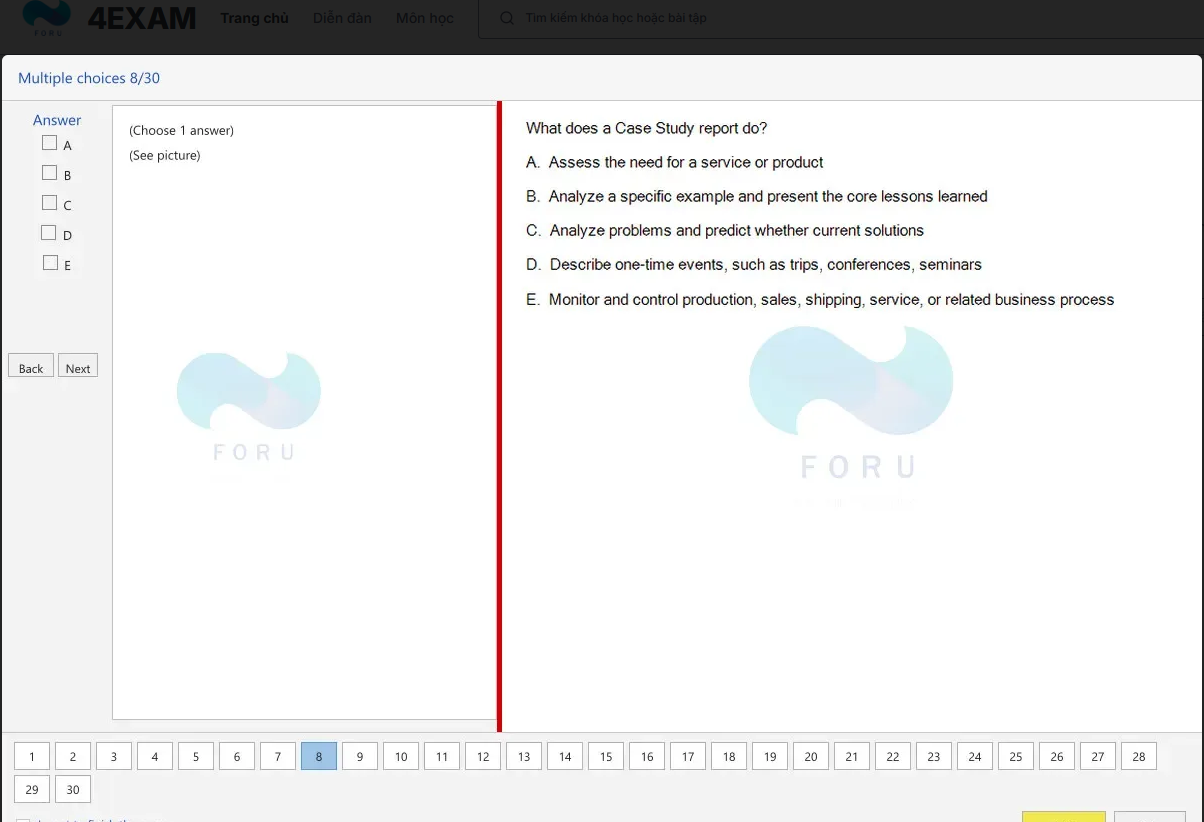 FORU
4EXAM
Trang chủ
Diễn đàn
Môn học
Tìm kiếm khóa học hoặc bài tập
Multiple choices 8/30
Answer
A
B
C
D
E
Back
Next
(Choose 1 answer)
(See picture)
FORU
What does a Case Study report do?
A. Assess the need for a service or product
B. Analyze a specific example and present the core lessons learned
C. Analyze problems and predict whether current solutions
D. Describe one-time events, such as trips, conferences, seminars
E. Monitor and control production, sales, shipping, service, or related business process
FORU
1 2 3 4 5 6 7 8 9 10 11 12 13 14 15 16 17 18 19 20 21 22 23 24 25 26 27 28
29 30